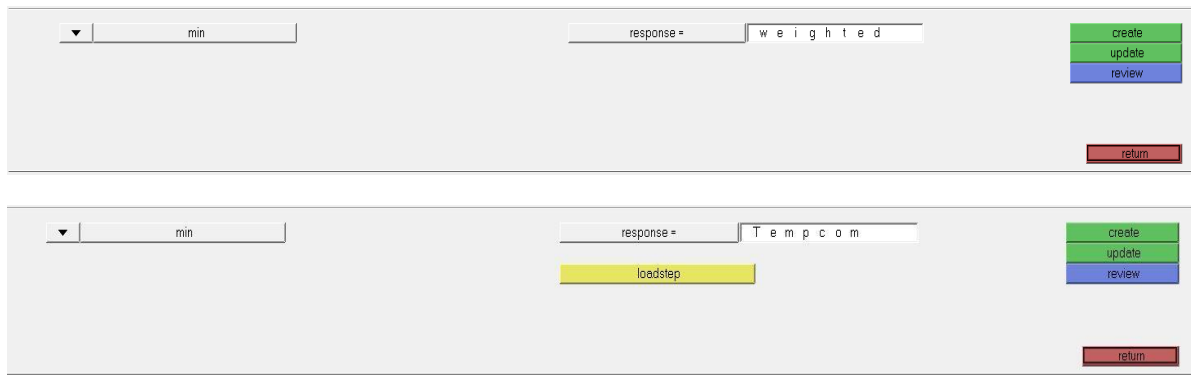 min response = weighted create
update
review
return
min response = Tempcom create
update
loadstep review
return